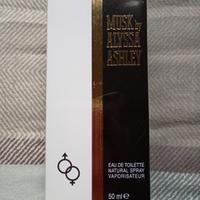 MUSK by
ALYSSA
ASHLEY
EAU DE TOILETTE
NATURAL SPRAY
VAPORISATEUR
50 ml ℮